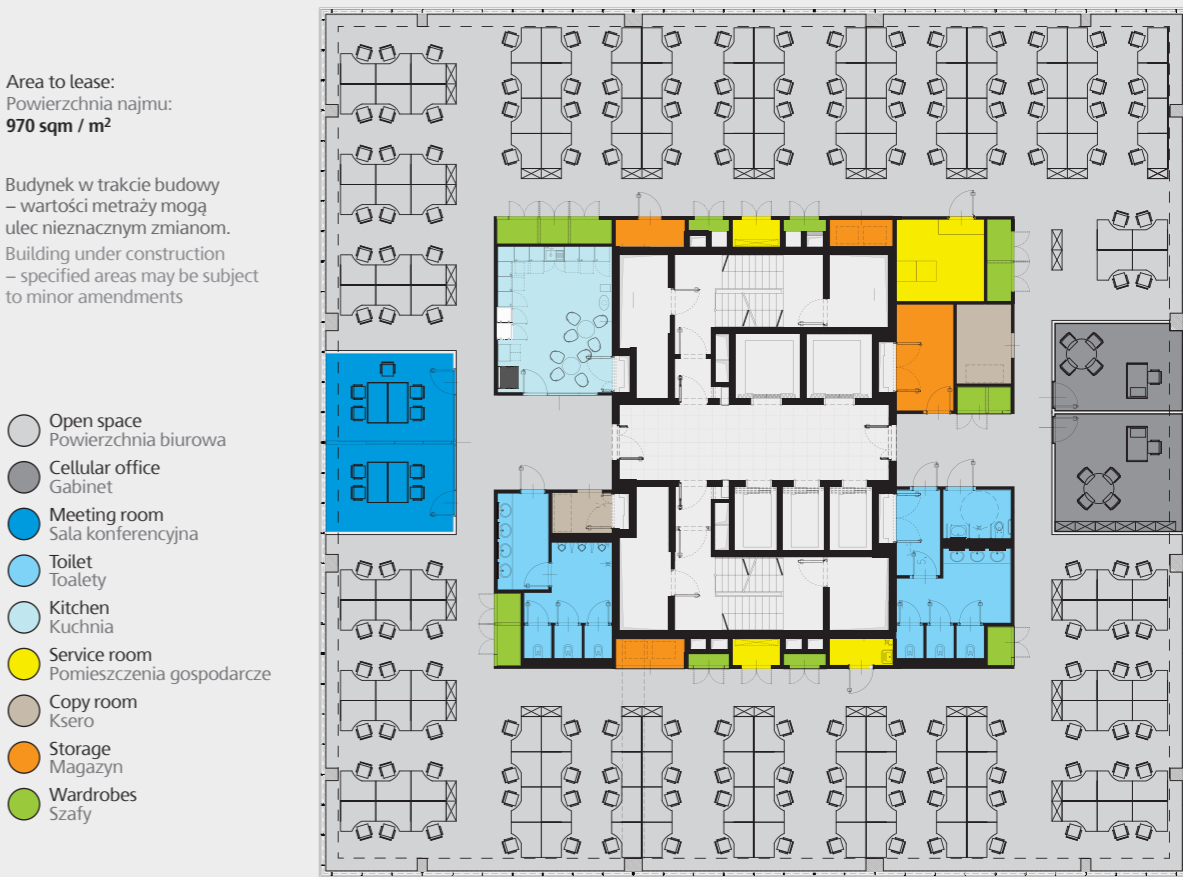 Area to lease:
Powierzchnia najmu:
970 sqm / m²
Budynek w trakcie budowy
– wartości metraży mogą
ulec nieznacznym zmianom.
Building under construction
– specified areas may be subject
to minor amendments
Open space
Powierzchnia biurowa
Cellular office
Gabinet
Meeting room
Sala konferencyjna
Toilet
Toalety
Kitchen
Kuchnia
Service room
Pomieszczenia gospodarcze
Copy room
Ksero
Storage
Magazyn
Wardrobes
Szafy